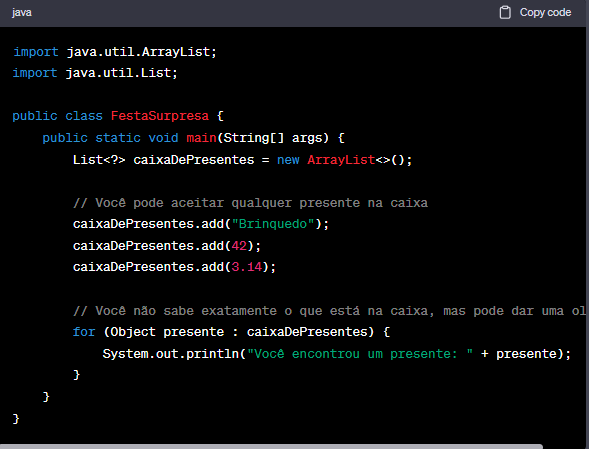 java
Copy code
import java.util.ArrayList;
import java.util.List;
public class FestaSurpresa {
public static void main(String[] args) {
List<?> caixaDePresentes = new ArrayList<>();
// Você pode aceitar qualquer presente na caixa
caixaDePresentes.add("Brinquedo");
caixaDePresentes.add(42);
caixaDePresentes.add(3.14);
// Você não sabe exatamente o que está na caixa, mas pode dar uma
for (Object presente : caixaDePresentes) {
System.out.println("Você encontrou um presente: " + presente);
}
}
}